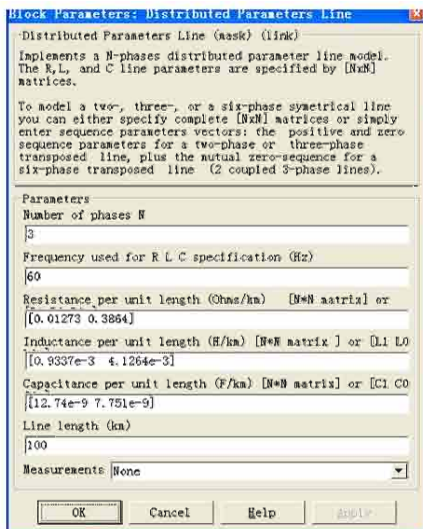 Block Parameters: Distributed Parameters Line
Distributed Parameters Line (mask) (link)
Implements a N-phases distributed parameter line model.
The R,L, and C line parameters are specified by [NxN]
matrices.
To model a two-, three-, or a six-phase symetrical line
you can either specify complete [NxN] matrices or simply
enter sequence parameters vectors: the positive and zero
sequence parameters for a two-phase or three-phase
transposed line, plus the mutual zero-sequence for a
six-phase transposed line (2 coupled 3-phase lines).
Parameters
Number of phases N
3
Frequency used for R L C specification (Hz)
60
Resistance per unit length (Ohms/km) [N*N matrix] or
[0.01273 0.3864]
Inductance per unit length (H/km) [N*N matrix ] or [L1 L0
[0.9337e-3 4.1264e-3]
Capacitance per unit length (F/km) [N*N matrix] or [C1 C0
[12.74e-9 7.751e-9]
Line length (km)
100
Measurements None
OK Cancel Help Apply